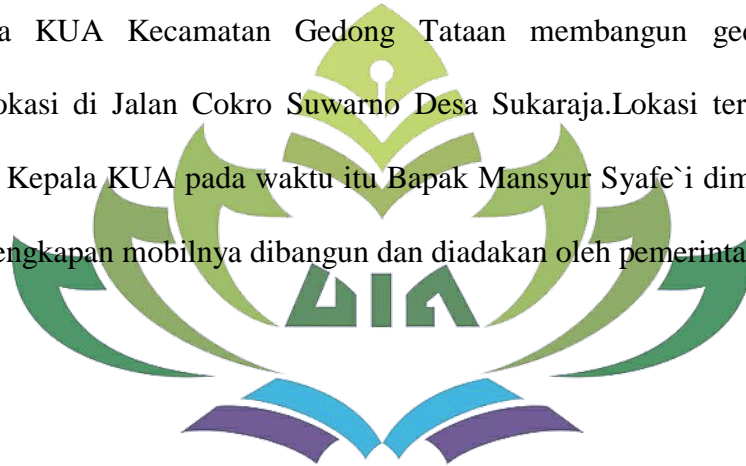 a KUA Kecamatan Gedong Tataan membangun ged
okasi di Jalan Cokro Suwarno Desa Sukaraja.Lokasi ter
Kepala KUA pada waktu itu Bapak Mansyur Syafe`i dim
engkapan mobilnya dibangun dan diadakan oleh pemerinta
UIN